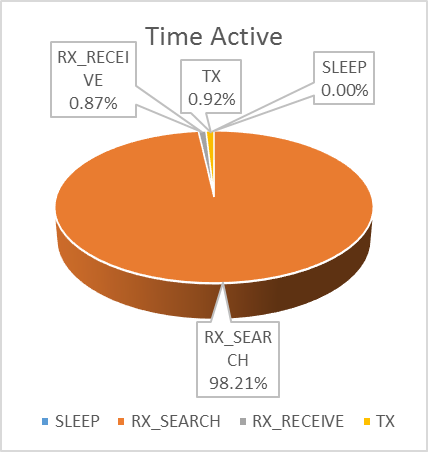 Time Active
RX_RECEI
VE
0.87%
TX
0.92%
SLEEP
0.00%
RX_SEAR
CH
98.21%
SLEEP RX_SEARCH RX_RECEIVE TX